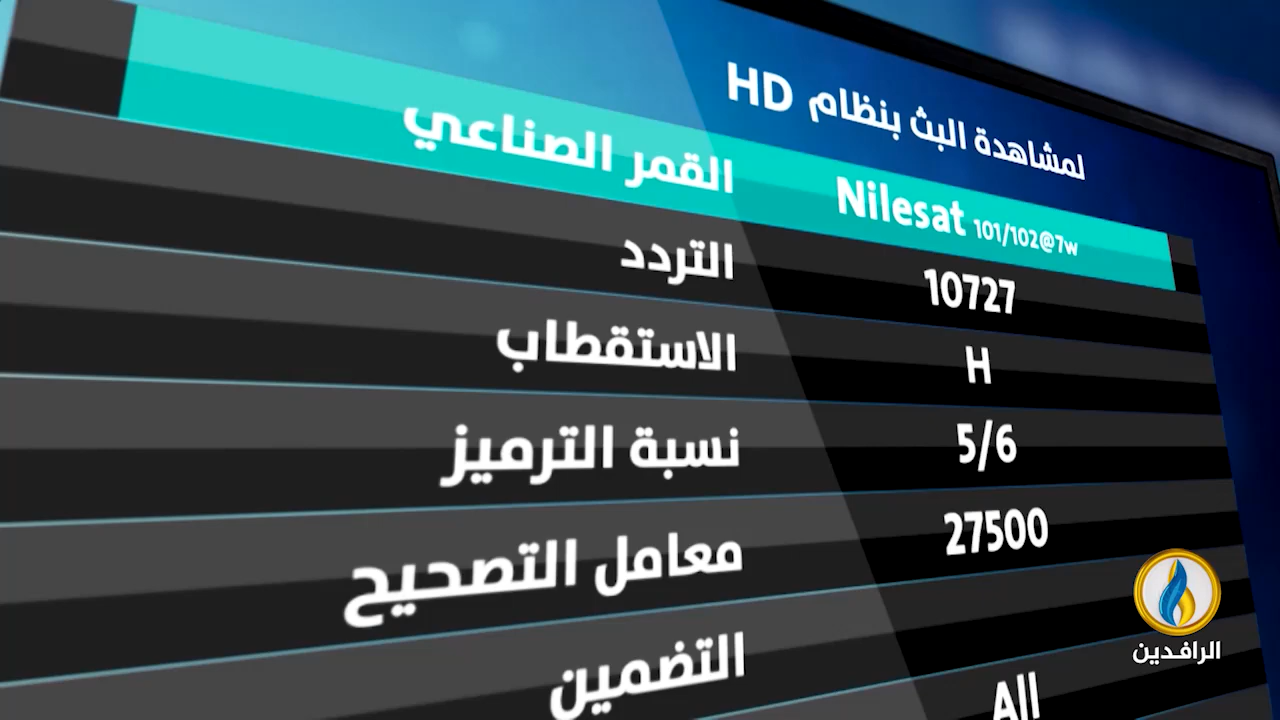 لمشاهدة البث بنظام HD
القمر الصناعي
Nilesat 101/102@7w
التردد
10727
الاستقطاب
H
نسبة الترميز
5/6
معامل التصحيح
27500
التضمين
All
الرافدين